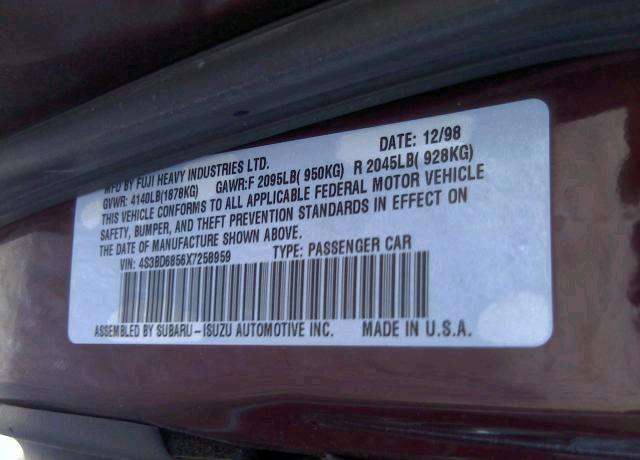 MFD BY FUJI HEAVY INDUSTRIES LTD. DATE: 12/98
GVWR: 4140LB(1878KG) GAWR:F 2095LB( 950KG) R 2045LB( 928KG)
THIS VEHICLE CONFORMS TO ALL APPLICABLE FEDERAL MOTOR VEHICLE
SAFETY, BUMPER, AND THEFT PREVENTION STANDARDS IN EFFECT ON
THE DATE OF MANUFACTURE SHOWN ABOVE.
VIN: 4S3BD6856X7258959 TYPE: PASSENGER CAR
ASSEMBLED BY SUBARU-ISUZU AUTOMOTIVE INC. MADE IN U.S.A.